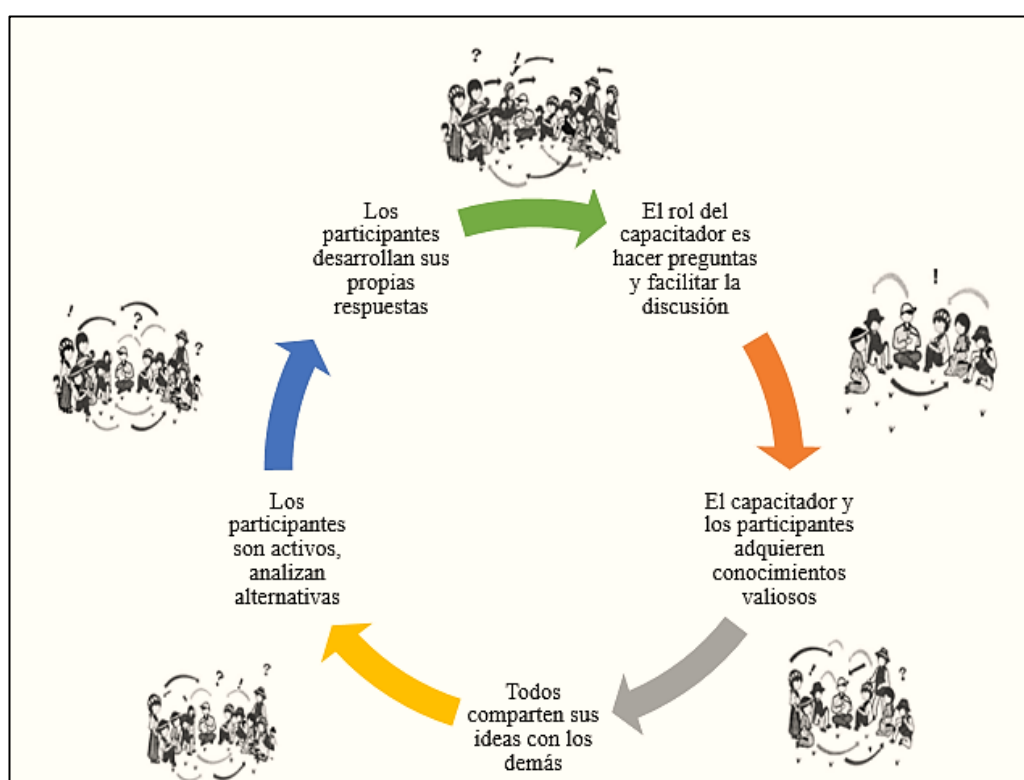 Los
participantes
desarrollan sus
propias
respuestas
El rol del
capacitador es
hacer preguntas
y facilitar la
discusión
El capacitador y
los participantes
adquieren
conocimientos
valiosos
Todos
comparten sus
ideas con los
demás
Los
participantes
son activos,
analizan
alternativas